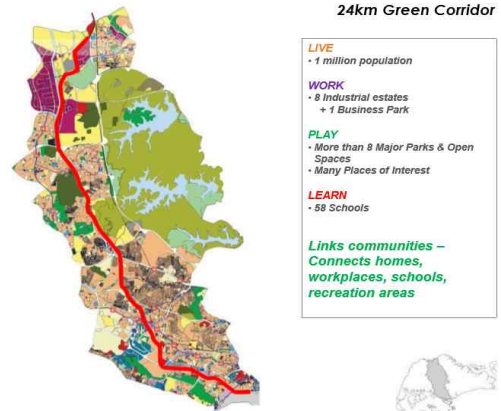 24km Green Corridor
LIVE
• 1 million population
WORK
• 8 Industrial estates
+ 1 Business Park
PLAY
• More than 8 Major Parks & Open
Spaces
• Many Places of Interest
LEARN
• 58 Schools
Links communities –
Connects homes,
workplaces, schools,
recreation areas